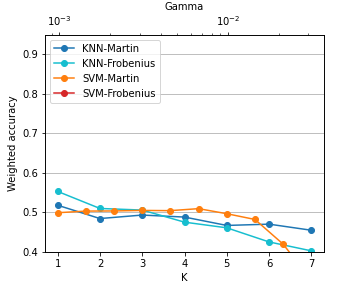 Gamma
10⁻³ 10⁻²
KNN-Martin
KNN-Frobenius
SVM-Martin
SVM-Frobenius
Weighted accuracy
0.9
0.8
0.7
0.6
0.5
0.4
1 2 3 4 5 6 7
K